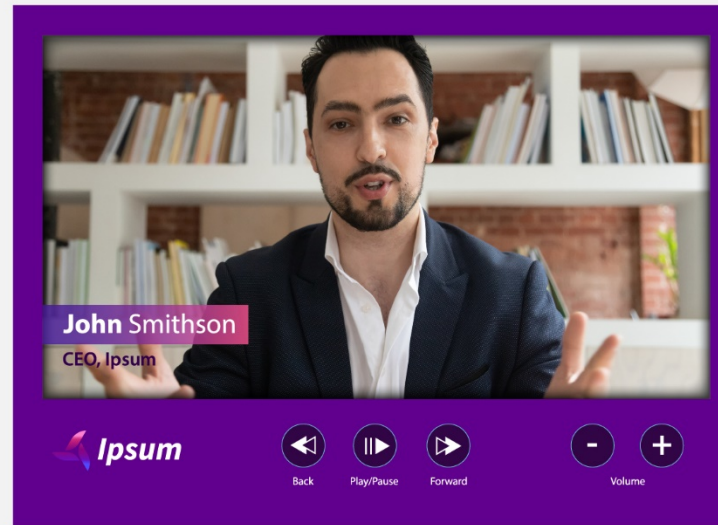 John Smithson
CEO, Ipsum
Ipsum
- +
Back Play/Pause Forward Volume